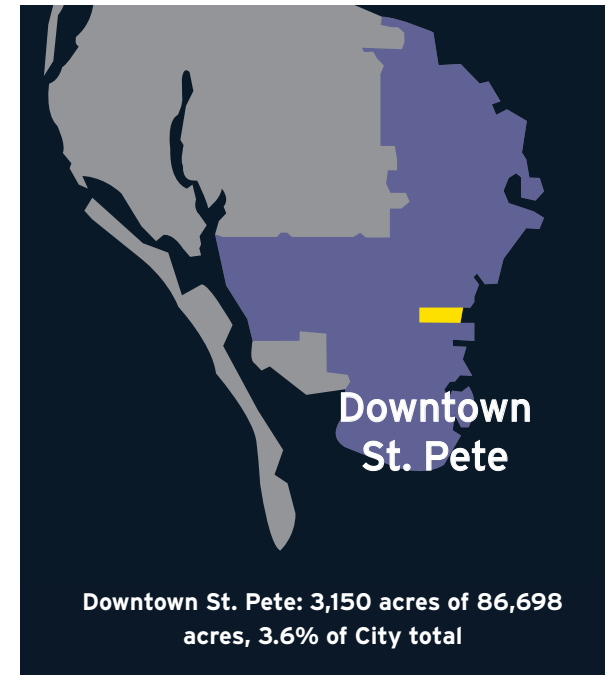 Downtown
St. Pete
Downtown St. Pete: 3,150 acres of 86,698
acres, 3.6% of City total